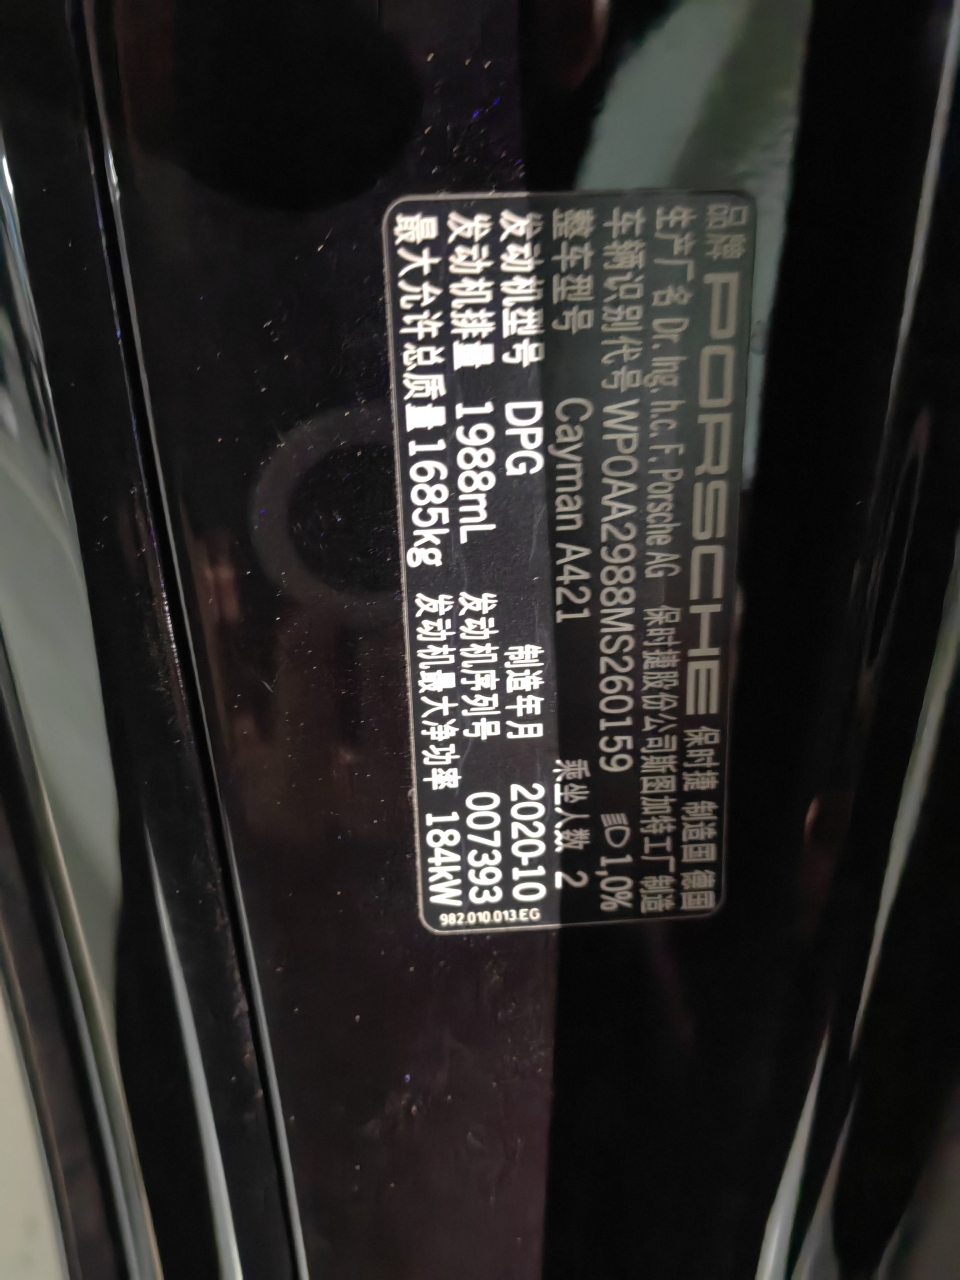 品牌 PORSCHE 保时捷 制造国 德国
生产厂名 Dr. Ing. h.c. F. Porsche AG 保时捷股份公司斯图加特工厂制造
车辆识别代号 WP0AA2988MS260159 1,0%
整车型号 Cayman A421 乘坐人数 2
发动机型号 DPG 制造年月 2020-10
发动机排量 1988mL 发动机序列号 007393
最大允许总质量 1685kg 发动机最大净功率 184kW
982.010.013.EG